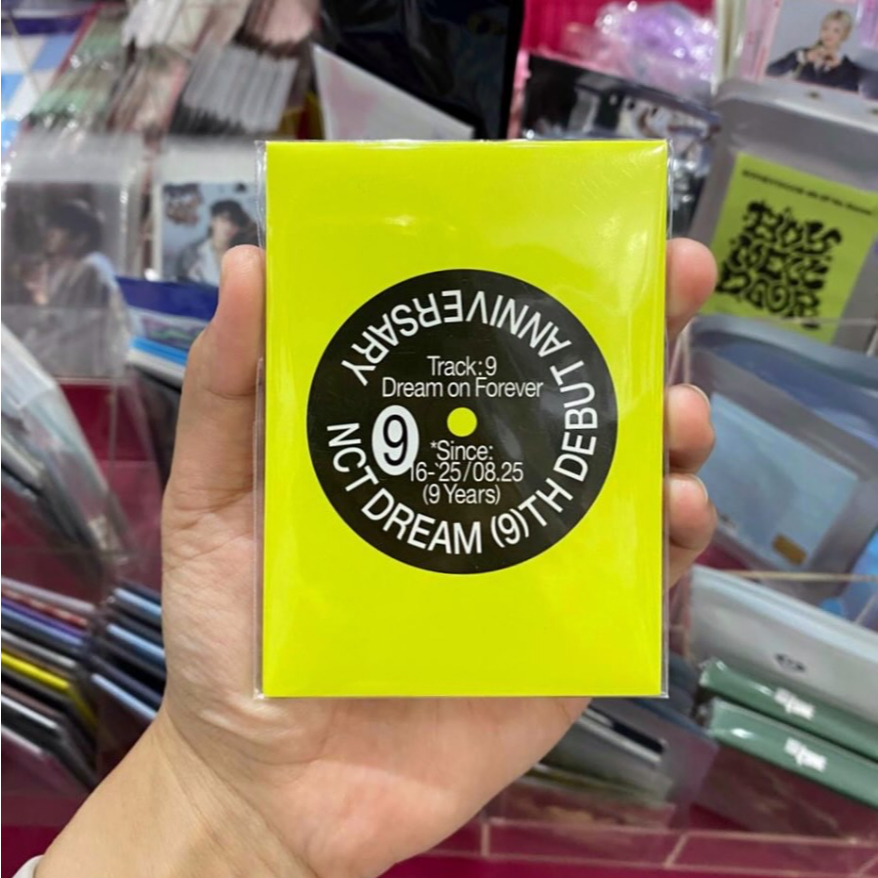 NCT DREAM (9)TH DEBUT ANNIVERSARY
Track:9
Dream on Forever
9
*Since:
'16-'25/08.25
(9 Years)